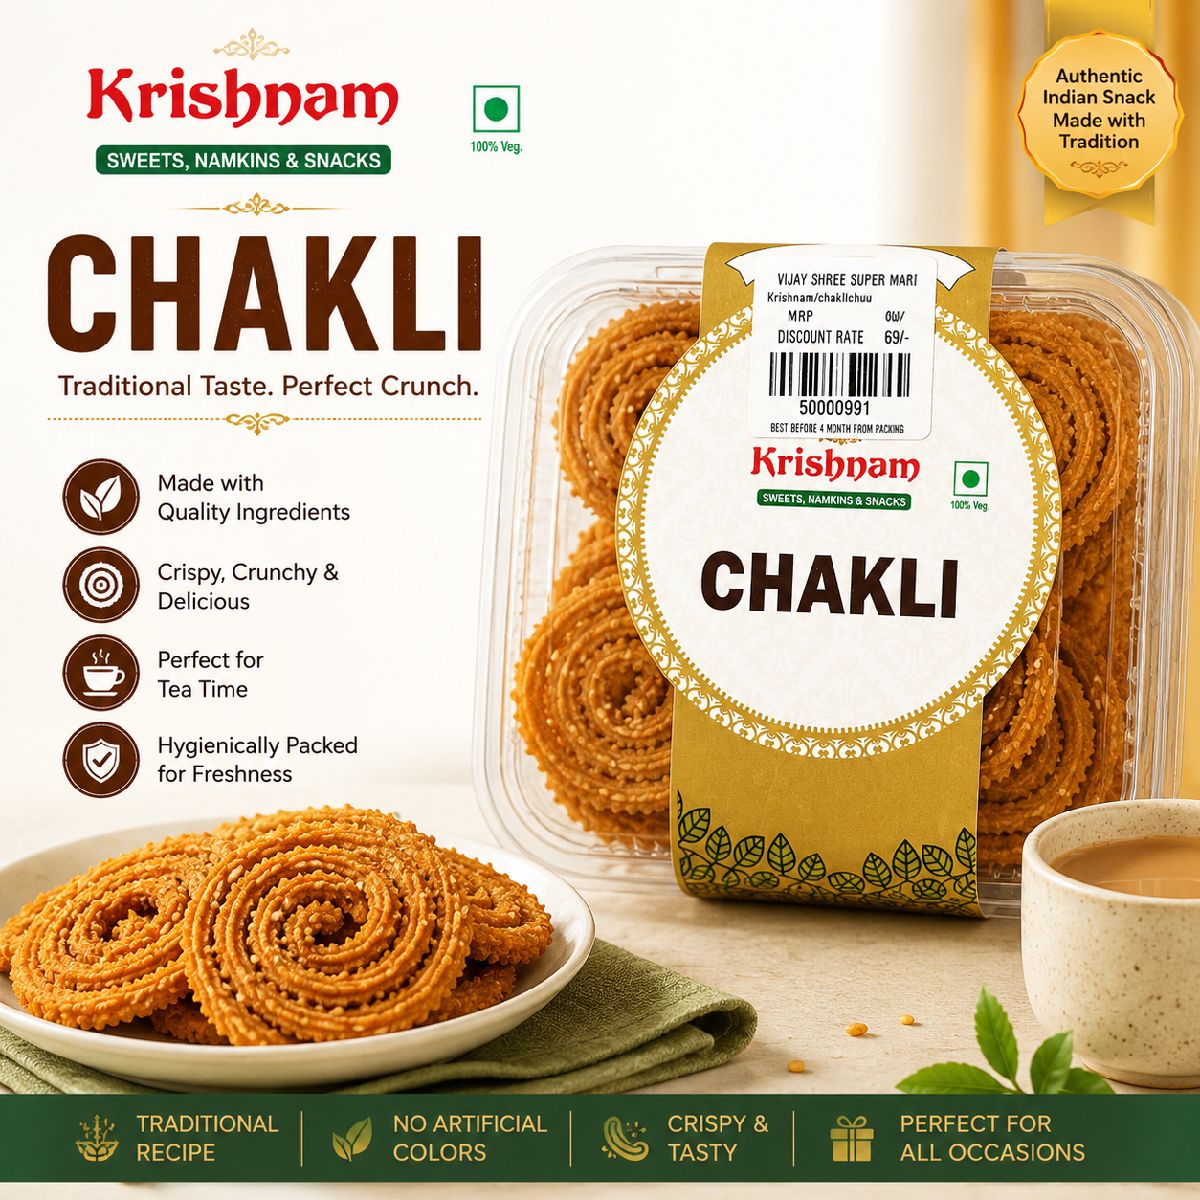 Krishnam
SWEETS, NAMKINS & SNACKS
100% Veg.
Authentic
Indian Snack
Made with
Tradition
CHAKLI
Traditional Taste. Perfect Crunch.
Made with
Quality Ingredients
Crispy, Crunchy &
Delicious
Perfect for
Tea Time
Hygienically Packed
for Freshness
VIJAY SHREE SUPER MART
Krishnam/chakllchuu
MRP
DISCOUNT RATE 69/-
50000991
BEST BEFORE 4 MONTH FROM PACKING
Krishnam
SWEETS, NAMKINS & SNACKS
100% Veg.
CHAKLI
TRADITIONAL
RECIPE
NO ARTIFICIAL
COLORS
CRISPY &
TASTY
PERFECT FOR
ALL OCCASIONS